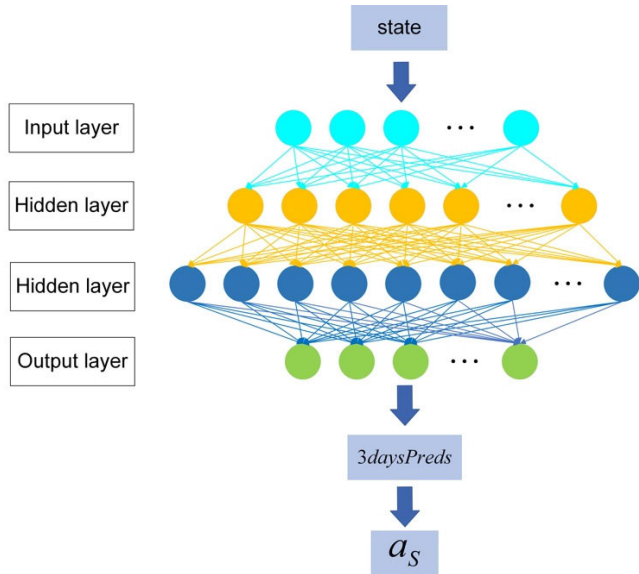 state
Input layer
...
Hidden layer
...
Hidden layer
...
Output layer
...
3daysPreds
a_S